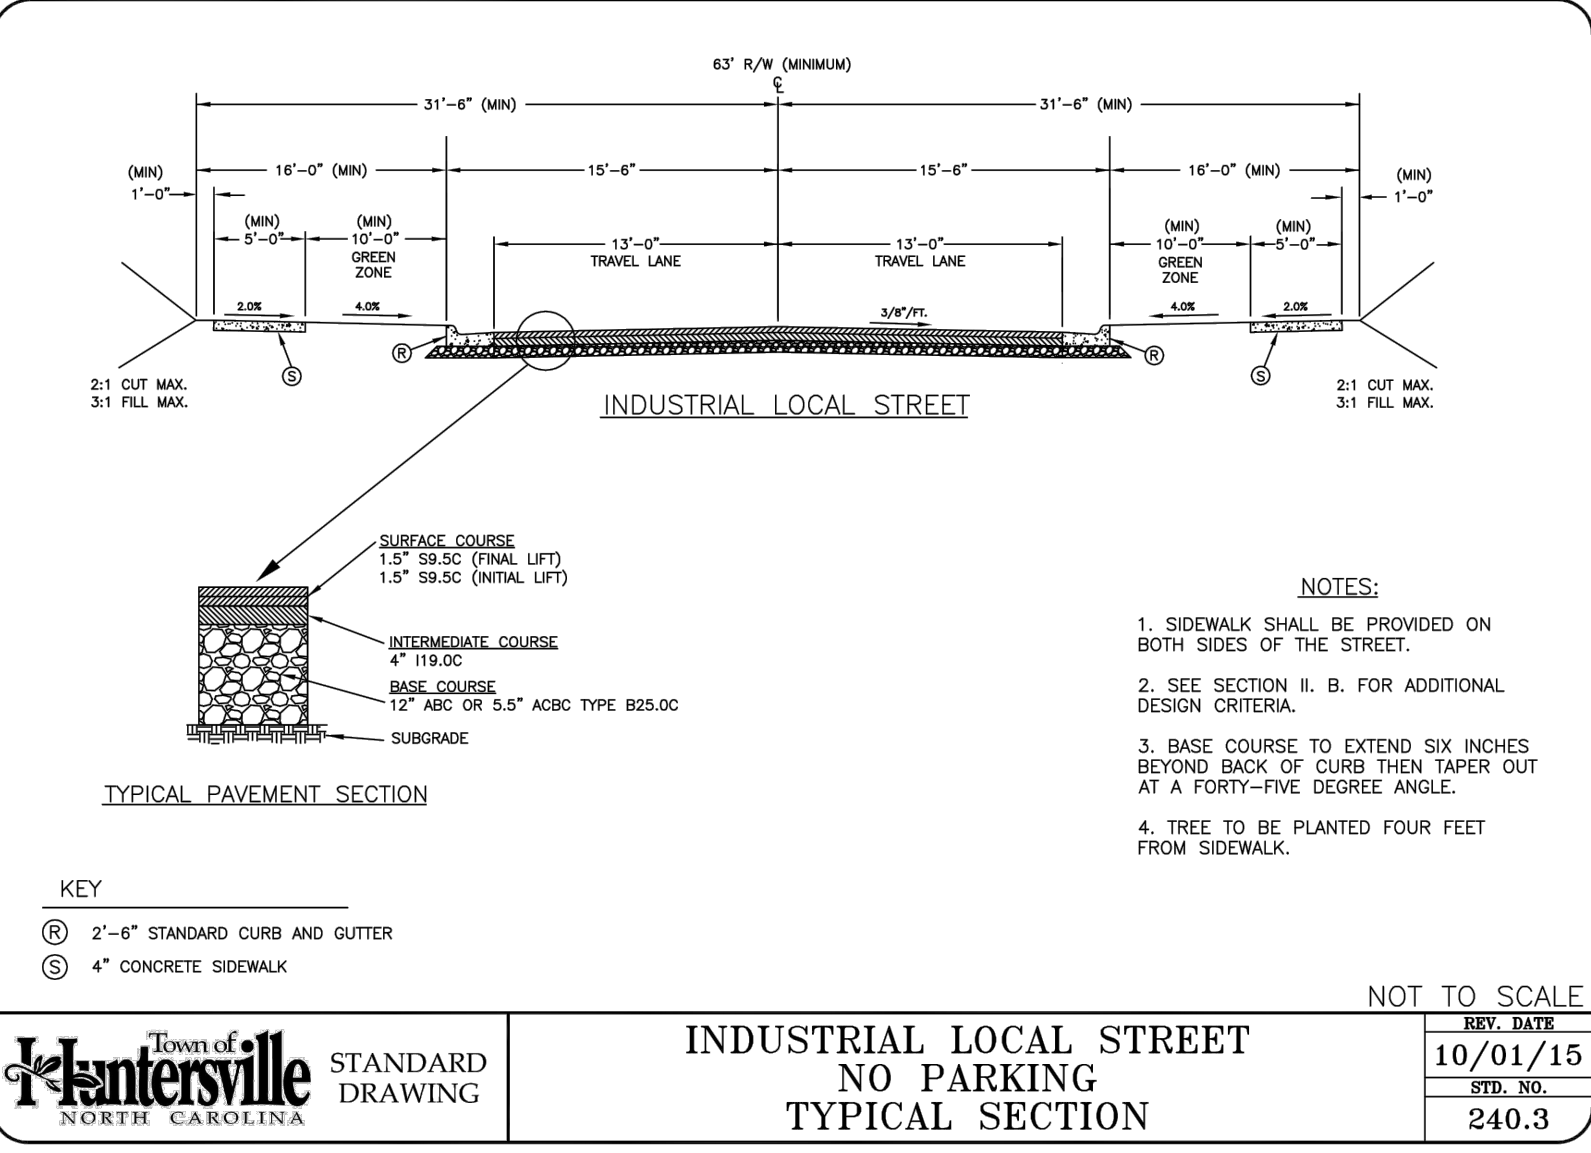 63' R/W (MINIMUM)
℄
31'-6" (MIN) 31'-6" (MIN)
(MIN) 16'-0" (MIN) 15'-6" 15'-6" 16'-0" (MIN) (MIN)
1'-0" 1'-0"
(MIN) (MIN) (MIN) (MIN)
5'-0" 10'-0" 13'-0" 13'-0" 10'-0" 5'-0"
GREEN TRAVEL LANE TRAVEL LANE GREEN
ZONE ZONE
2.0% 4.0% 3/8"/FT. 4.0% 2.0%
R R
S S
2:1 CUT MAX. 2:1 CUT MAX.
3:1 FILL MAX. 3:1 FILL MAX.
INDUSTRIAL LOCAL STREET
SURFACE COURSE
1.5" S9.5C (FINAL LIFT)
1.5" S9.5C (INITIAL LIFT)
INTERMEDIATE COURSE
4" I19.0C
BASE COURSE
12" ABC OR 5.5" ACBC TYPE B25.0C
SUBGRADE
TYPICAL PAVEMENT SECTION
NOTES:
1. SIDEWALK SHALL BE PROVIDED ON
BOTH SIDES OF THE STREET.
2. SEE SECTION II. B. FOR ADDITIONAL
DESIGN CRITERIA.
3. BASE COURSE TO EXTEND SIX INCHES
BEYOND BACK OF CURB THEN TAPER OUT
AT A FORTY-FIVE DEGREE ANGLE.
4. TREE TO BE PLANTED FOUR FEET
FROM SIDEWALK.
KEY
R 2'-6" STANDARD CURB AND GUTTER
S 4" CONCRETE SIDEWALK
NOT TO SCALE
Town of
Huntersville
NORTH CAROLINA
STANDARD
DRAWING
INDUSTRIAL LOCAL STREET
NO PARKING
TYPICAL SECTION
REV. DATE
10/01/15
STD. NO.
240.3